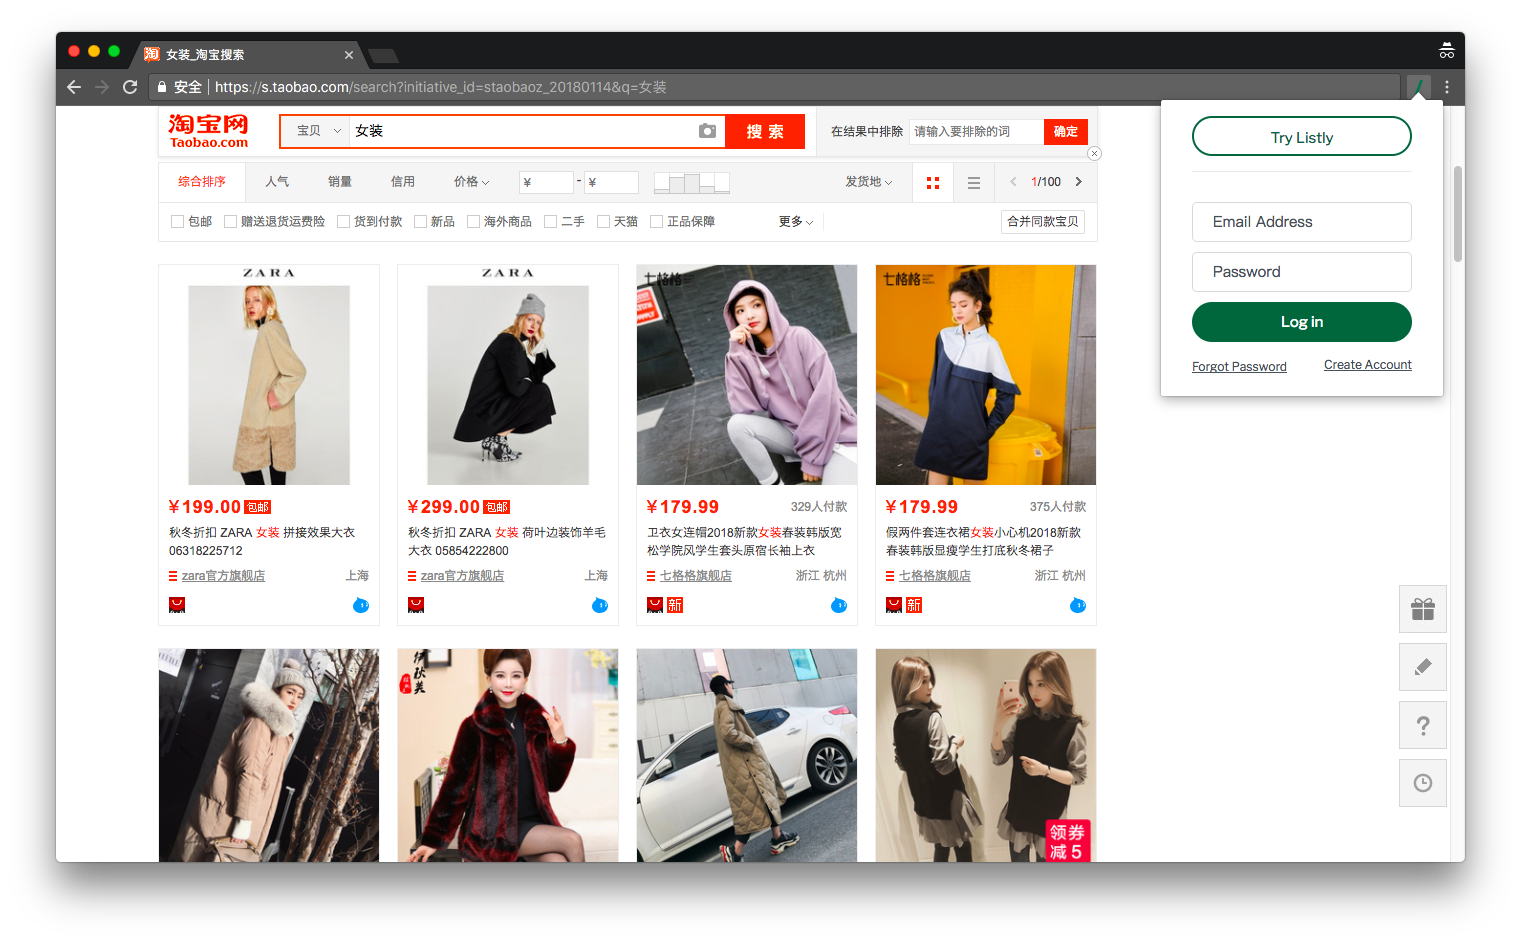 女装_淘宝搜索
安全 | https://s.taobao.com/search?initiative_id=staobaoz_20180114&q=女装
淘宝网
Taobao.com
宝贝 女装 搜索
在结果中排除 请输入要排除的词 确定
综合排序 人气 销量 信用 价格 ¥ - ¥ 发货地 1/100
包邮 赠送退货运费险 货到付款 新品 海外商品 二手 天猫 正品保障 更多 合并同款宝贝
Try Listly
Email Address
Password
Log in
Forgot Password Create Account
ZARA
ZARA
七格格
七格格
¥199.00 包邮
秋冬折扣 ZARA 女装 拼接效果大衣
06318225712
zara官方旗舰店 上海
¥299.00 包邮
秋冬折扣 ZARA 女装 荷叶边装饰羊毛
大衣 05854222800
zara官方旗舰店 上海
¥179.99 329人付款
卫衣女连帽2018新款女装春装韩版宽
松学院风学生套头原宿长袖上衣
七格格旗舰店 浙江 杭州
新
¥179.99 375人付款
假两件套连衣裙女装小心机2018新款
春装韩版显瘦学生打底秋冬裙子
七格格旗舰店 浙江 杭州
新
伊秋美
领券
减5